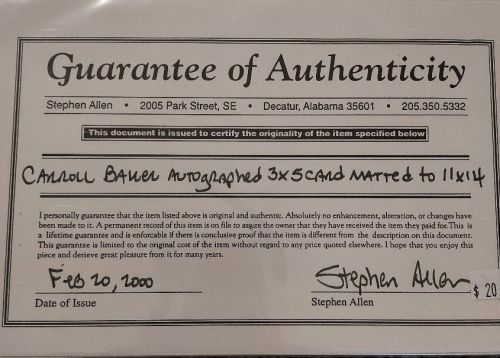 Guarantee of Authenticity
Stephen Allen • 2005 Park Street, SE • Decatur, Alabama 35601 • 205.350.5332
This document is issued to certify the originality of the item specified below
CARROLL BAKER AUTOgRAphed 3x5 CARd MATTEd to 11x14
I personally guarantee that the item listed above is original and authentic. Absolutely no enhancement, alteration, or changes have
been made to it. A permanent record of this item is on file to assure the owner that they have received the item they paid for. This is
a lifetime guarantee and is enforceable if there is conclusive proof that the item is different from the description on this document.
This guarantee is limited to the original cost of the item without regard to any price quoted elsewhere. I hope that you enjoy this
piece and derieve great pleasure from it for many years.
Feb 20, 2000
Stephen Allen
$ 20
Date of Issue
Stephen Allen